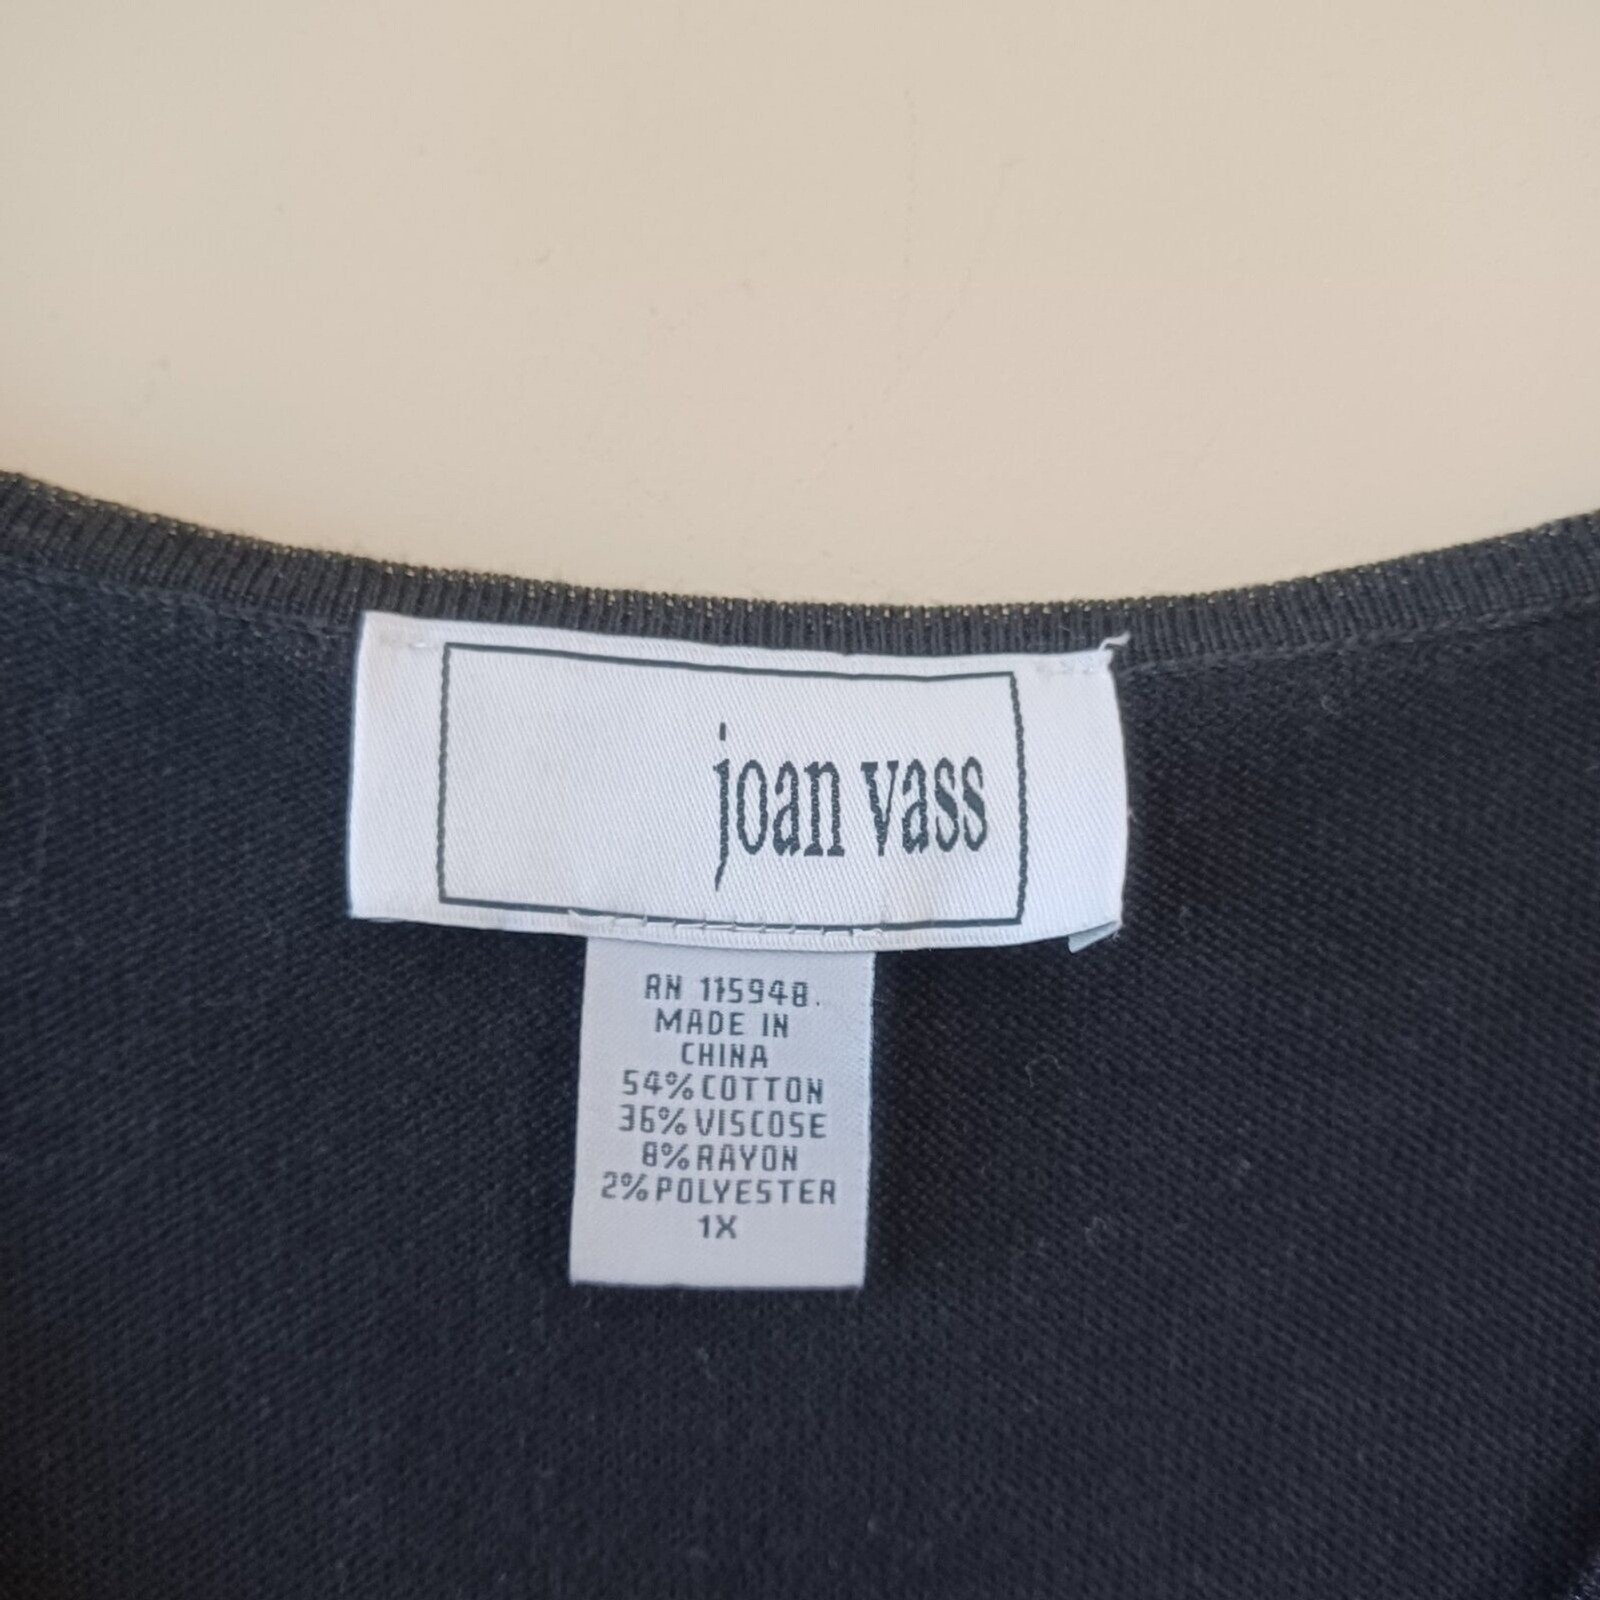 joan vass
RN 115948.
MADE IN
CHINA
54% COTTON
36% VISCOSE
8% RAYON
2% POLYESTER
1X